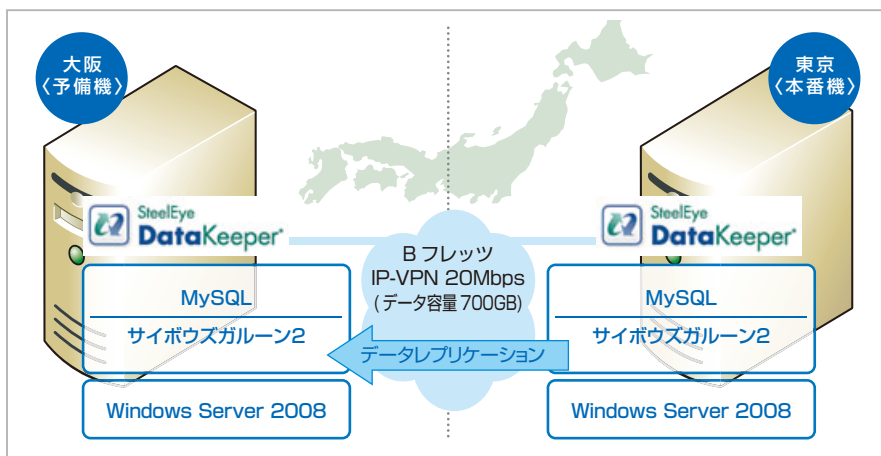 大阪
〈予備機〉
SteelEye
DataKeeper
MySQL
サイボウズガルーン2
Windows Server 2008
B フレッツ
IP-VPN 20Mbps
(データ容量 700GB)
データレプリケーション
東京
〈本番機〉
SteelEye
DataKeeper
MySQL
サイボウズガルーン2
Windows Server 2008